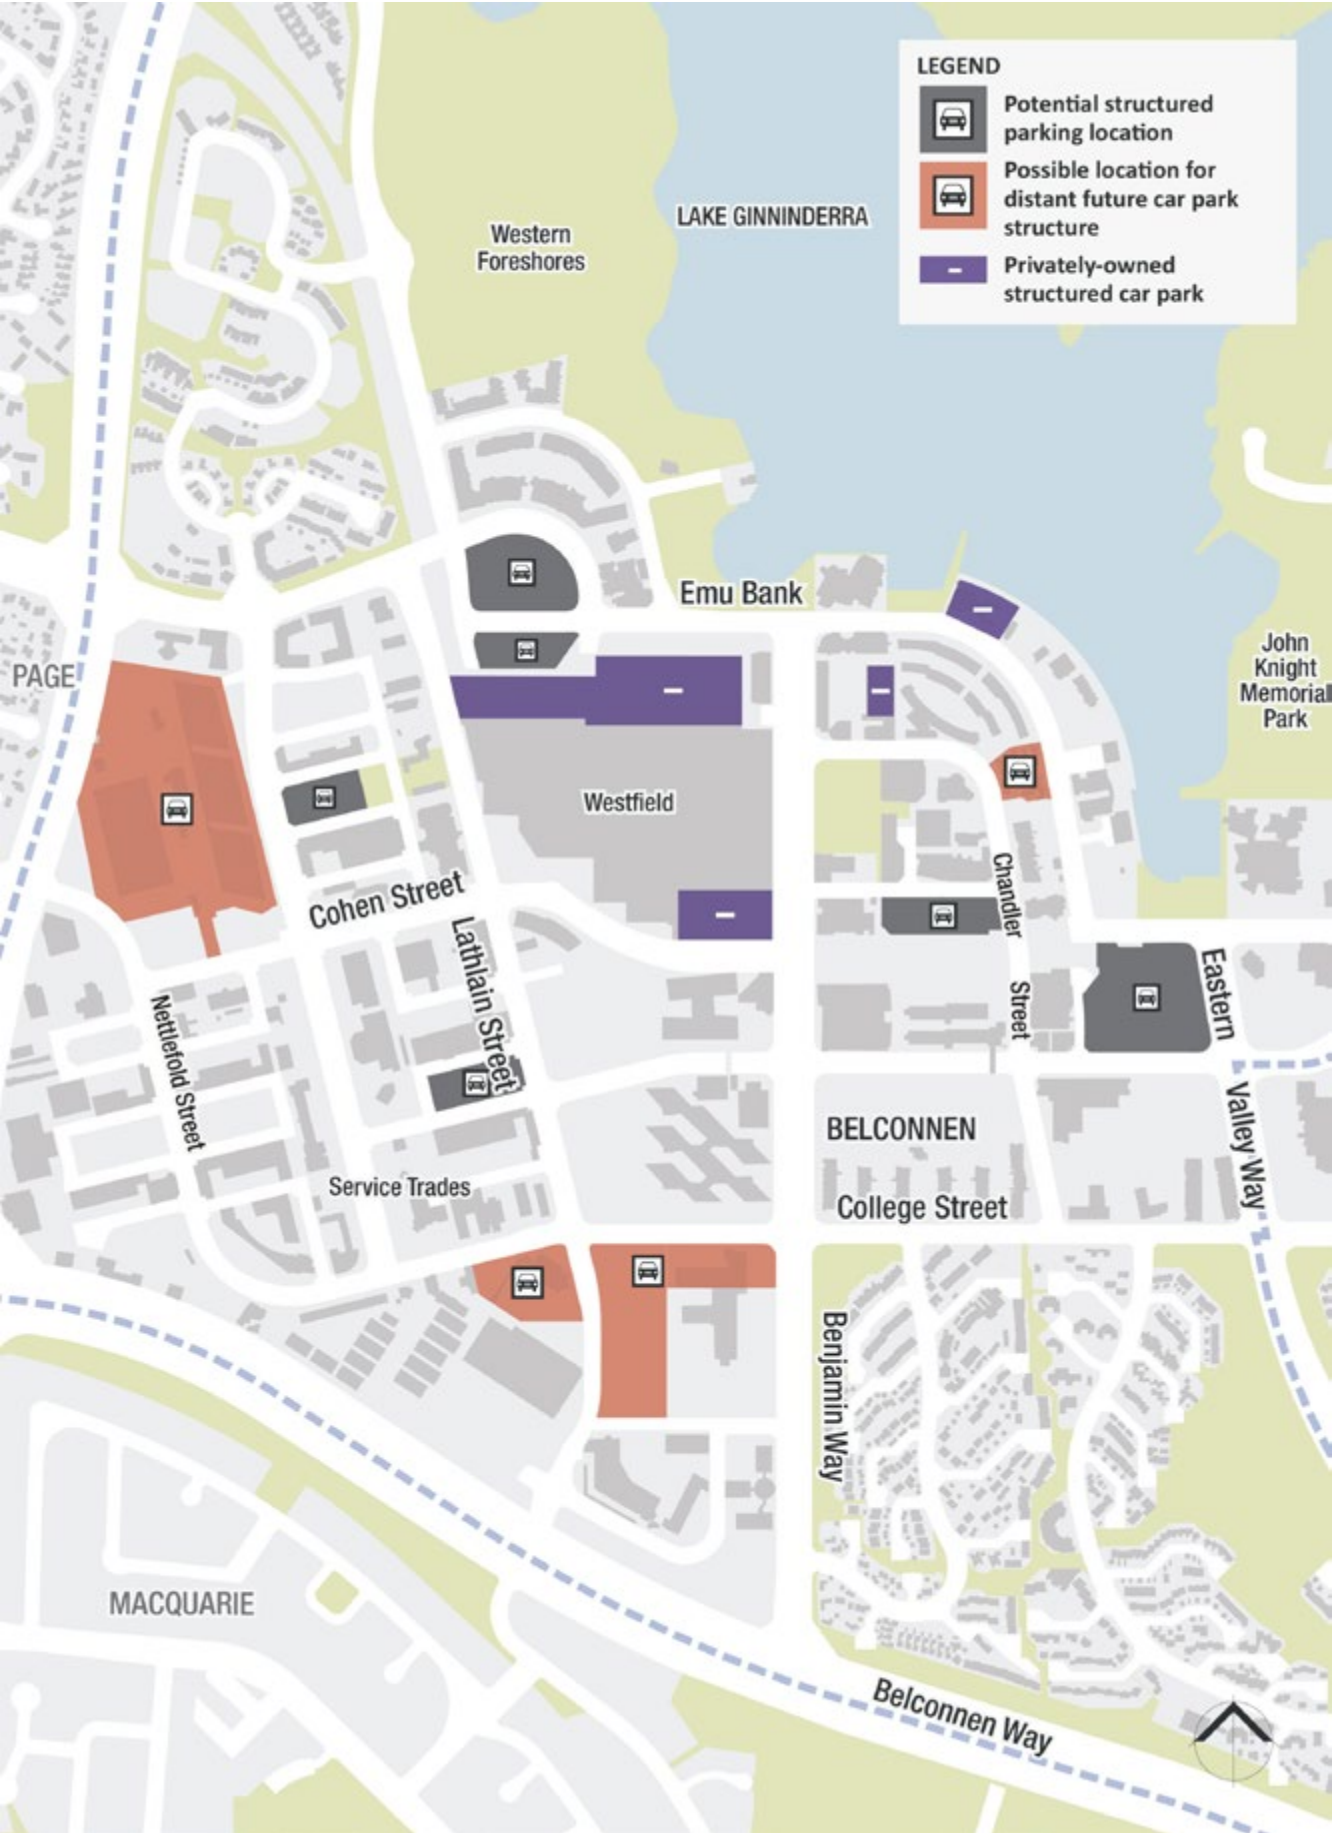 LEGEND
Potential structured
parking location
Possible location for
distant future car park
structure
Privately-owned
structured car park
LAKE GINNINDERRA
Western
Foreshores
Emu Bank
John
Knight
Memorial
Park
PAGE
Westfield
Cohen Street
Lathlain Street
Chandler
Street
Eastern
Valley Way
Nettlefold Street
BELCONNEN
Service Trades
College Street
Benjamin Way
MACQUARIE
Belconnen Way